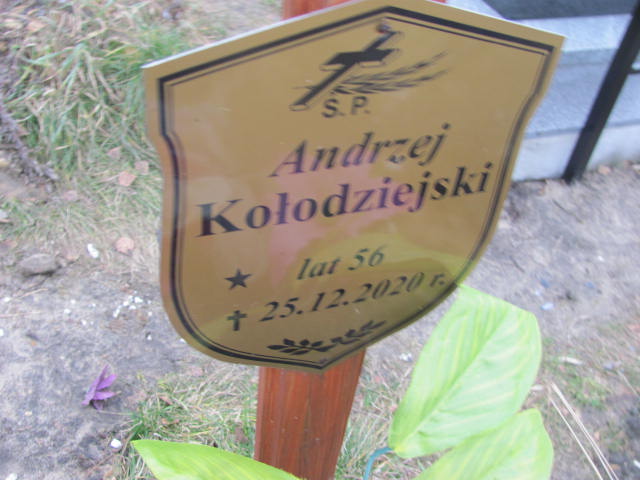 Ś. P.
Andrzej
Kołodziejski
lat 56
25.12.2020 r.